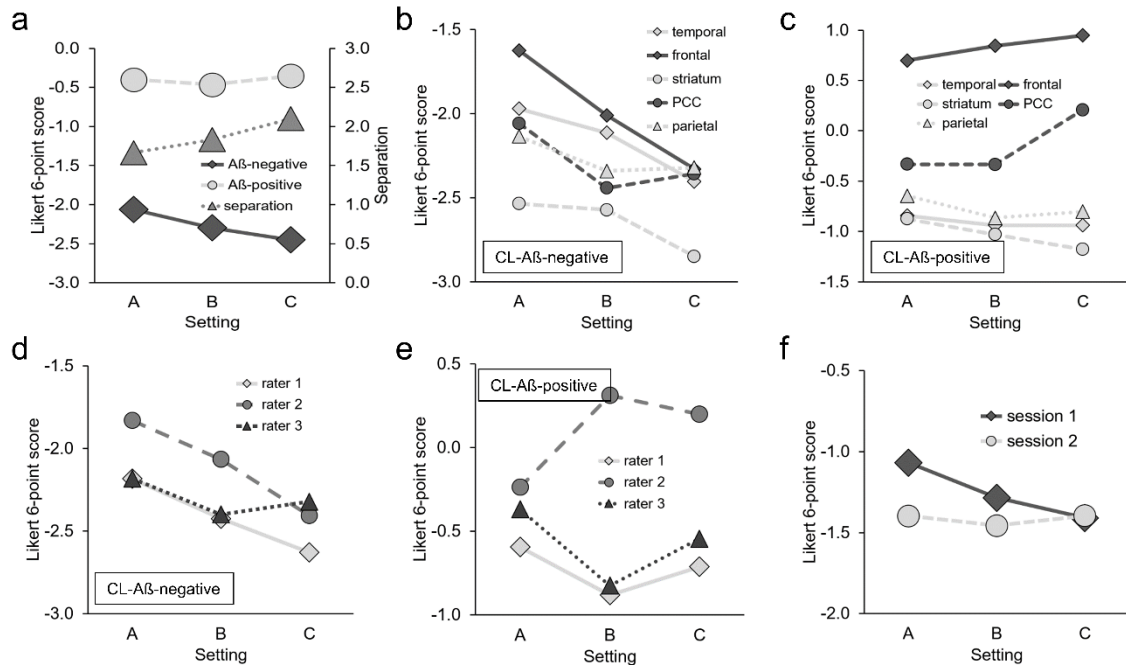 a
0.0
-0.5
-1.0
-1.5
-2.0
-2.5
-3.0
Likert 6-point score
3.0
2.5
2.0
1.5
1.0
0.5
0.0
Separation
Aß-negative
Aß-positive
separation
A B C
Setting
b
-1.5
-2.0
-2.5
-3.0
Likert 6-point score
temporal
frontal
striatum
PCC
parietal
CL-Aß-negative
A B C
Setting
c
1.0
0.5
0.0
-0.5
-1.0
-1.5
Likert 6-point score
temporal frontal
striatum PCC
parietal
CL-Aß-positive
A B C
Setting
d
-1.5
-2.0
-2.5
-3.0
Likert 6-point score
rater 1
rater 2
rater 3
CL-Aß-negative
A B C
Setting
e
0.5
0.0
-0.5
-1.0
Likert 6-point score
CL-Aß-positive
rater 1
rater 2
rater 3
A B C
Setting
f
-0.5
-1.0
-1.5
-2.0
Likert 6-point score
session 1
session 2
A B C
Setting